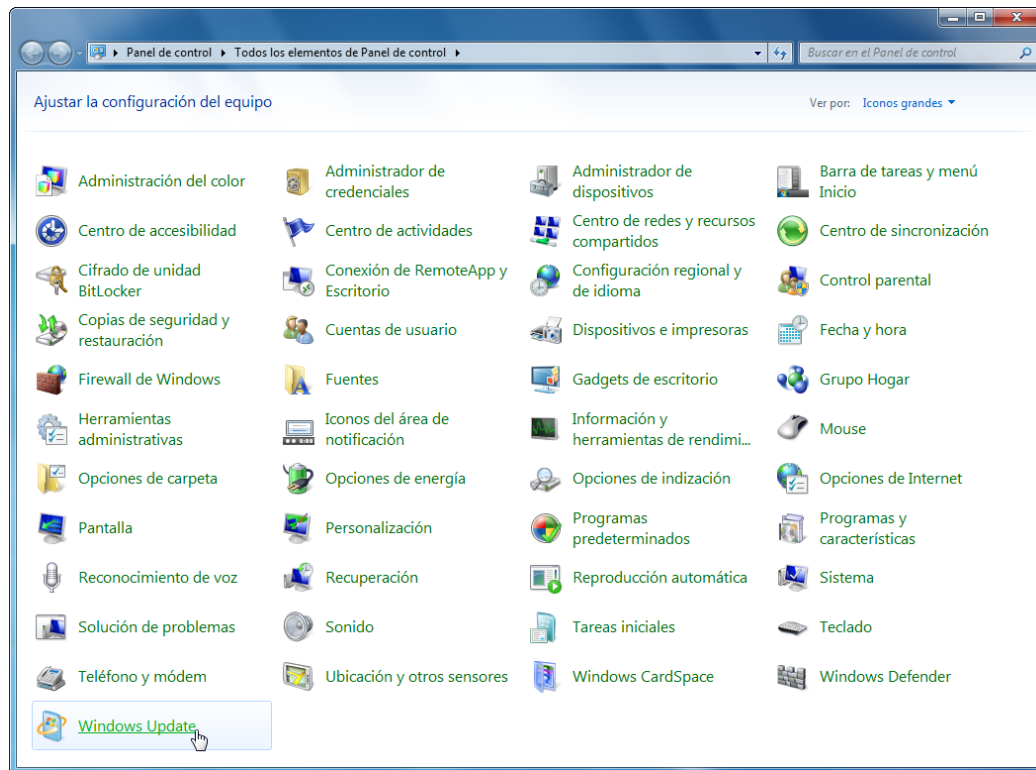 Panel de control
Todos los elementos de Panel de control
Buscar en el Panel de control
Ajustar la configuración del equipo
Ver por: Iconos grandes
Administración del color
Administrador de
credenciales
Administrador de
dispositivos
Barra de tareas y menú
Inicio
Centro de accesibilidad
Centro de actividades
Centro de redes y recursos
compartidos
Centro de sincronización
Cifrado de unidad
BitLocker
Conexión de RemoteApp y
Escritorio
Configuración regional y
de idioma
Control parental
Copias de seguridad y
restauración
Cuentas de usuario
Dispositivos e impresoras
Fecha y hora
Firewall de Windows
Fuentes
Gadgets de escritorio
Grupo Hogar
Herramientas
administrativas
Iconos del área de
notificación
Información y
herramientas de rendimi...
Mouse
Opciones de carpeta
Opciones de energía
Opciones de indización
Opciones de Internet
Pantalla
Personalización
Programas
predeterminados
Programas y
características
Reconocimiento de voz
Recuperación
Reproducción automática
Sistema
Solución de problemas
Sonido
Tareas iniciales
Teclado
Teléfono y módem
Ubicación y otros sensores
Windows CardSpace
Windows Defender
Windows Update